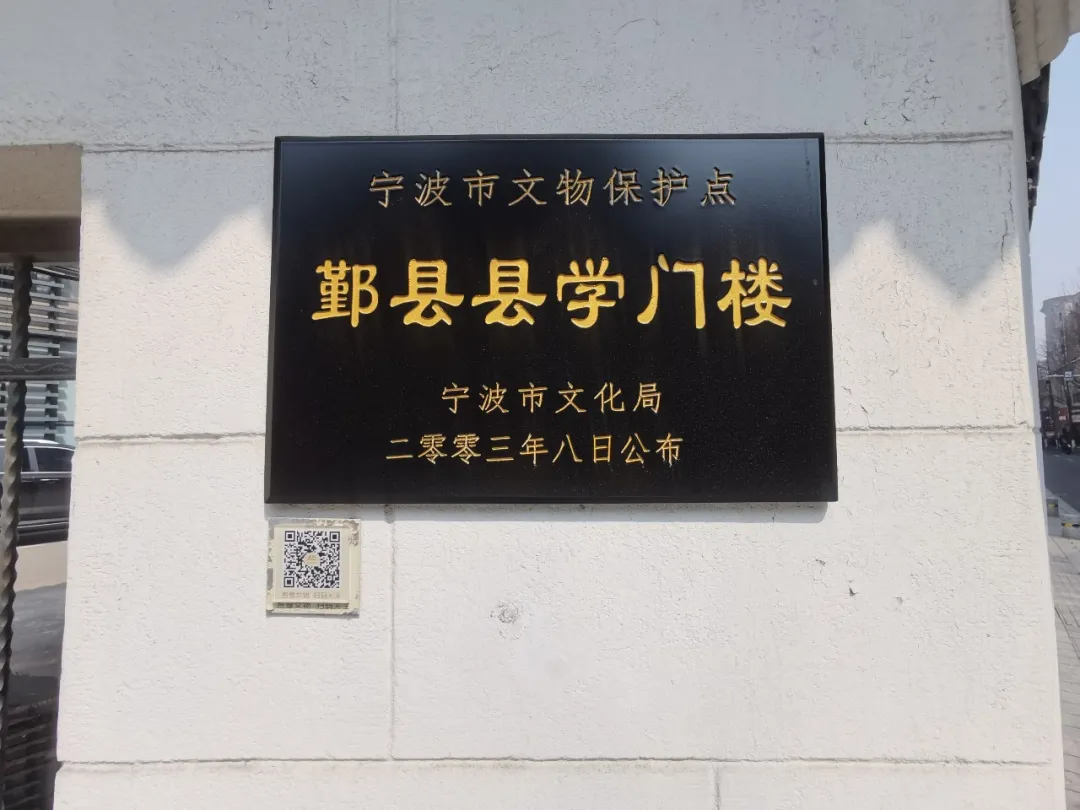 宁波市文物保护点
鄞县县学门楼
宁波市文化局
二零零三年八日公布